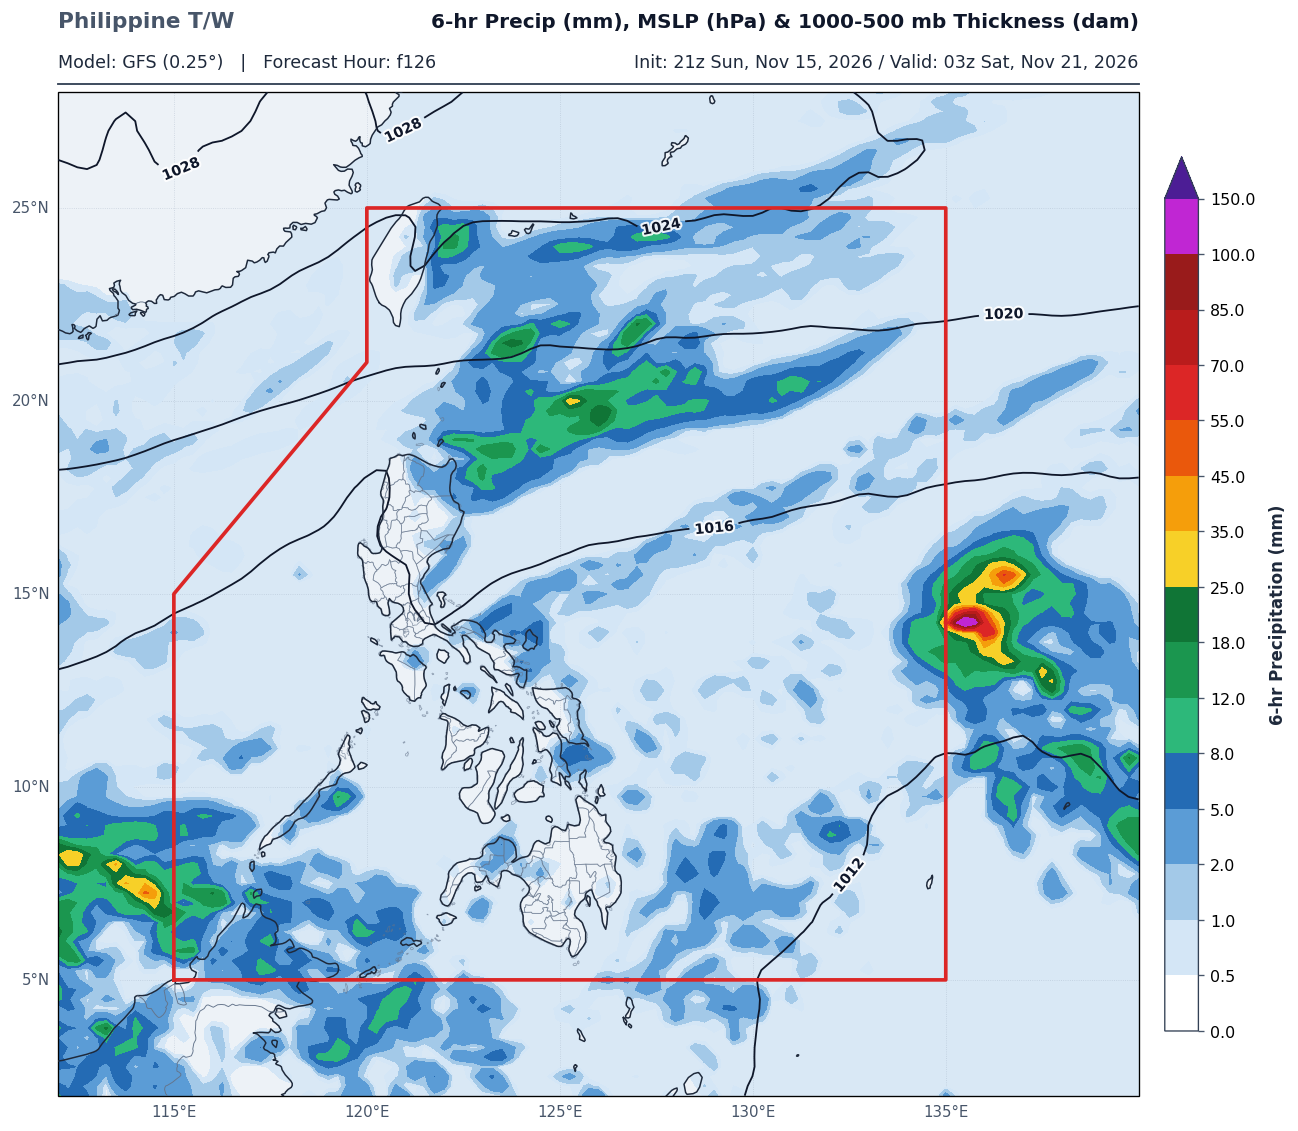 Philippine T/W
6-hr Precip (mm), MSLP (hPa) & 1000-500 mb Thickness (dam)
Model: GFS (0.25°) | Forecast Hour: f126
Init: 21z Sun, Nov 15, 2026 / Valid: 03z Sat, Nov 21, 2026
1028
1028
1024
1020
1016
1012
25°N
20°N
15°N
10°N
5°N
115°E
120°E
125°E
130°E
135°E
150.0
100.0
85.0
70.0
55.0
45.0
35.0
25.0
18.0
12.0
8.0
5.0
2.0
1.0
0.5
0.0
6-hr Precipitation (mm)